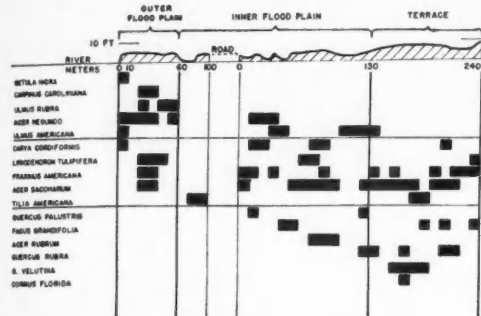 OUTER
FLOOD PLAIN
INNER FLOOD PLAIN
TERRACE
10 FT
ROAD
RIVER
METERS
0 10 60 100 0 130 240
BETULA NIGRA
CARPINUS CAROLINIANA
ULMUS RUBRA
ACER NEGUNDO
ULMUS AMERICANA
CARYA CORDIFORMIS
LIRIODENDRON TULIPIFERA
FRAXINUS AMERICANA
ACER SACCHARUM
TILIA AMERICANA
QUERCUS PALUSTRIS
FAGUS GRANDIFOLIA
ACER RUBRUM
QUERCUS RUBRA
Q. VELUTINA
CORNUS FLORIDA